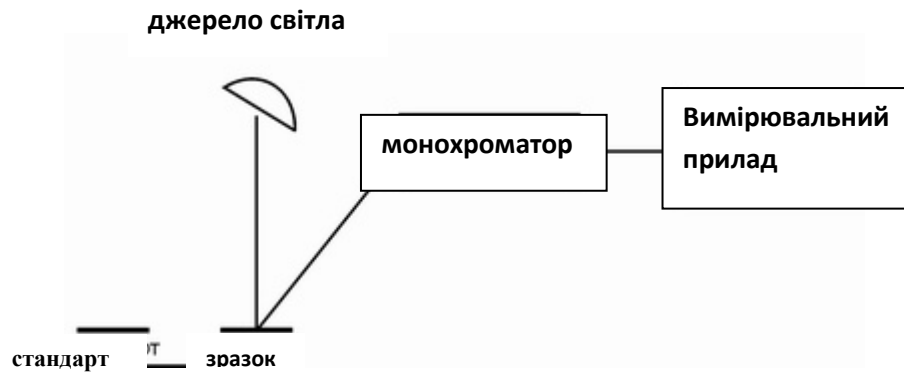 джерело світла
монохроматор
Вимірювальний
прилад
стандарт зразок